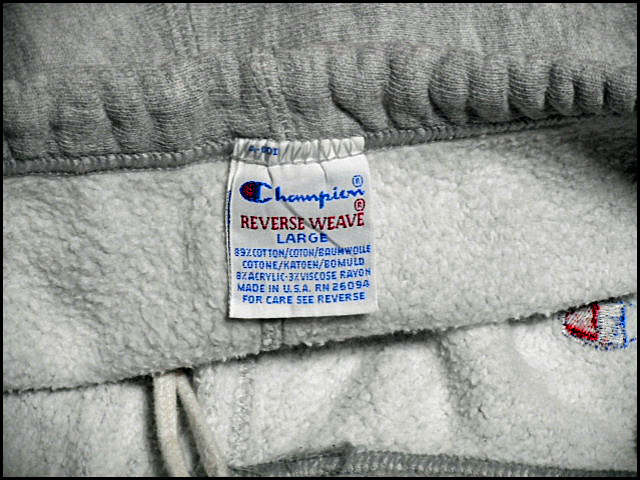 Champion®
REVERSE WEAVE®
LARGE
89% COTTON/COTON/BAUMWOLLE
COTONE/KATOEN/BOMULD
8% ACRYLIC-3% VISCOSE RAYON
MADE IN U.S.A. RN 26094
FOR CARE SEE REVERSE